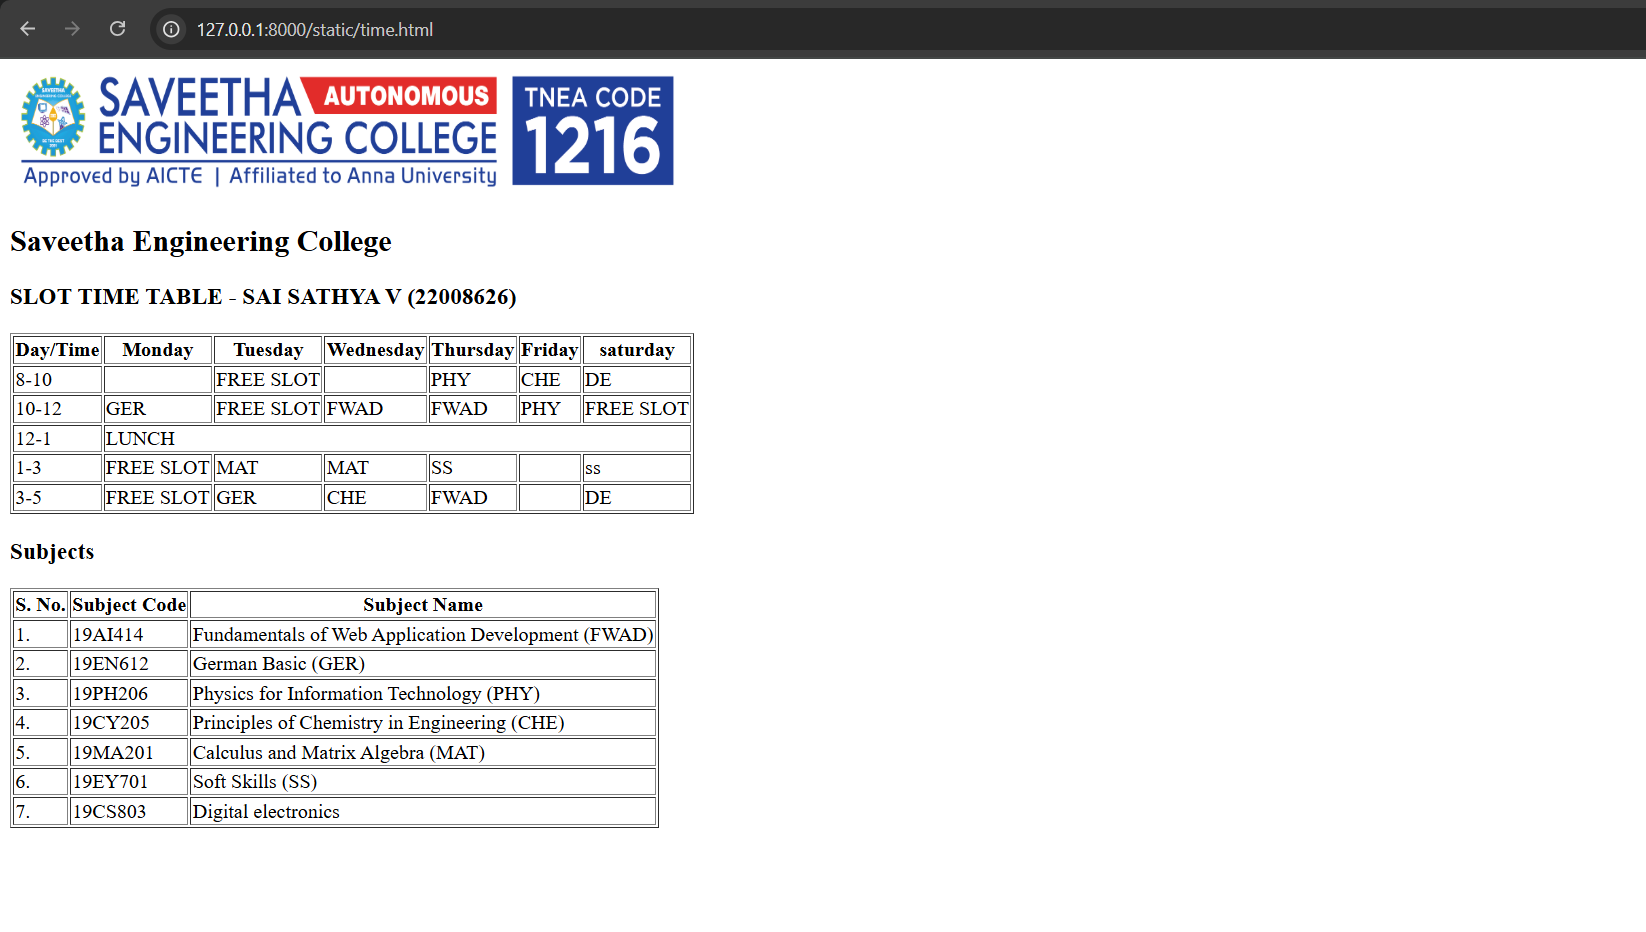 127.0.0.1:8000/static/time.html
SAVEETHA AUTONOMOUS
ENGINEERING COLLEGE
Approved by AICTE | Affiliated to Anna University
TNEA CODE
1216
Saveetha Engineering College
SLOT TIME TABLE - SAI SATHYA V (22008626)
Day/Time Monday Tuesday Wednesday Thursday Friday saturday
8-10 FREE SLOT PHY CHE DE
10-12 GER FREE SLOT FWAD FWAD PHY FREE SLOT
12-1 LUNCH
1-3 FREE SLOT MAT MAT SS ss
3-5 FREE SLOT GER CHE FWAD DE
Subjects
S. No. Subject Code Subject Name
1. 19AI414 Fundamentals of Web Application Development (FWAD)
2. 19EN612 German Basic (GER)
3. 19PH206 Physics for Information Technology (PHY)
4. 19CY205 Principles of Chemistry in Engineering (CHE)
5. 19MA201 Calculus and Matrix Algebra (MAT)
6. 19EY701 Soft Skills (SS)
7. 19CS803 Digital electronics